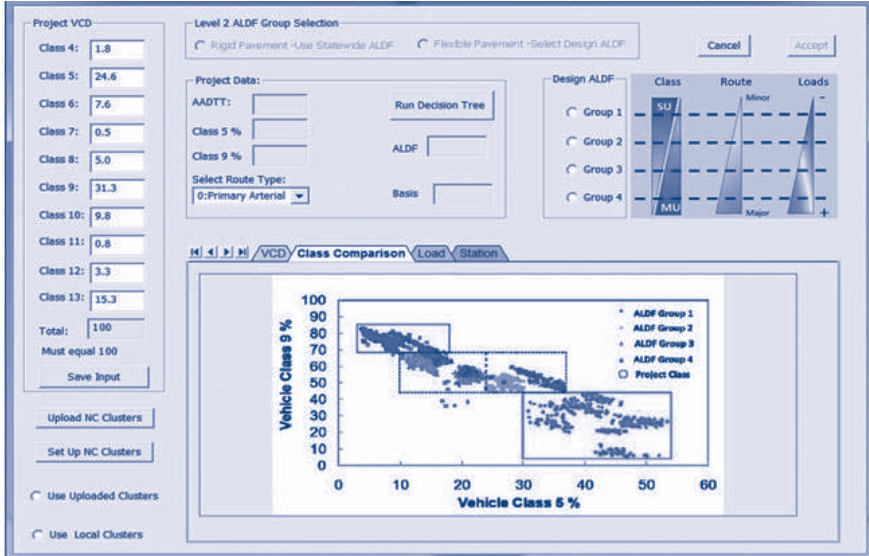 Project VCD
Class 4: 1.8
Class 5: 24.6
Class 6: 7.6
Class 7: 0.5
Class 8: 5.0
Class 9: 31.3
Class 10: 9.8
Class 11: 0.8
Class 12: 3.3
Class 13: 15.3
Total: 100
Must equal 100
Save Input
Upload NC Clusters
Set Up NC Clusters
Use Uploaded Clusters
Use Local Clusters
Level 2 ALDF Group Selection
Rigid Pavement -Use Statewide ALDF
Flexible Pavement -Select Design ALDF
Cancel
Accept
Project Data:
AADTT:
Class 5 %
Class 9 %
Select Route Type:
0:Primary Arterial
Run Decision Tree
ALDF
Basis
Design ALDF
Group 1
Group 2
Group 3
Group 4
Class Route Loads
SU Minor -
MU Major +
VCD Class Comparison Load Station
Vehicle Class 9 %
100
90
80
70
60
50
40
30
20
10
0
0 10 20 30 40 50 60
Vehicle Class 5 %
ALDF Group 1
ALDF Group 2
ALDF Group 3
ALDF Group 4
Project Class